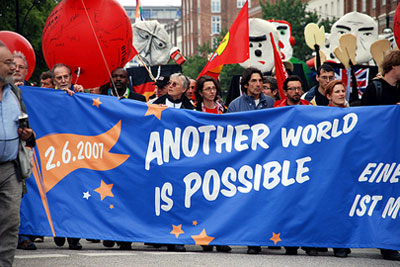 2.6.2007
ANOTHER WORLD
IS POSSIBLE
EINE
IST M